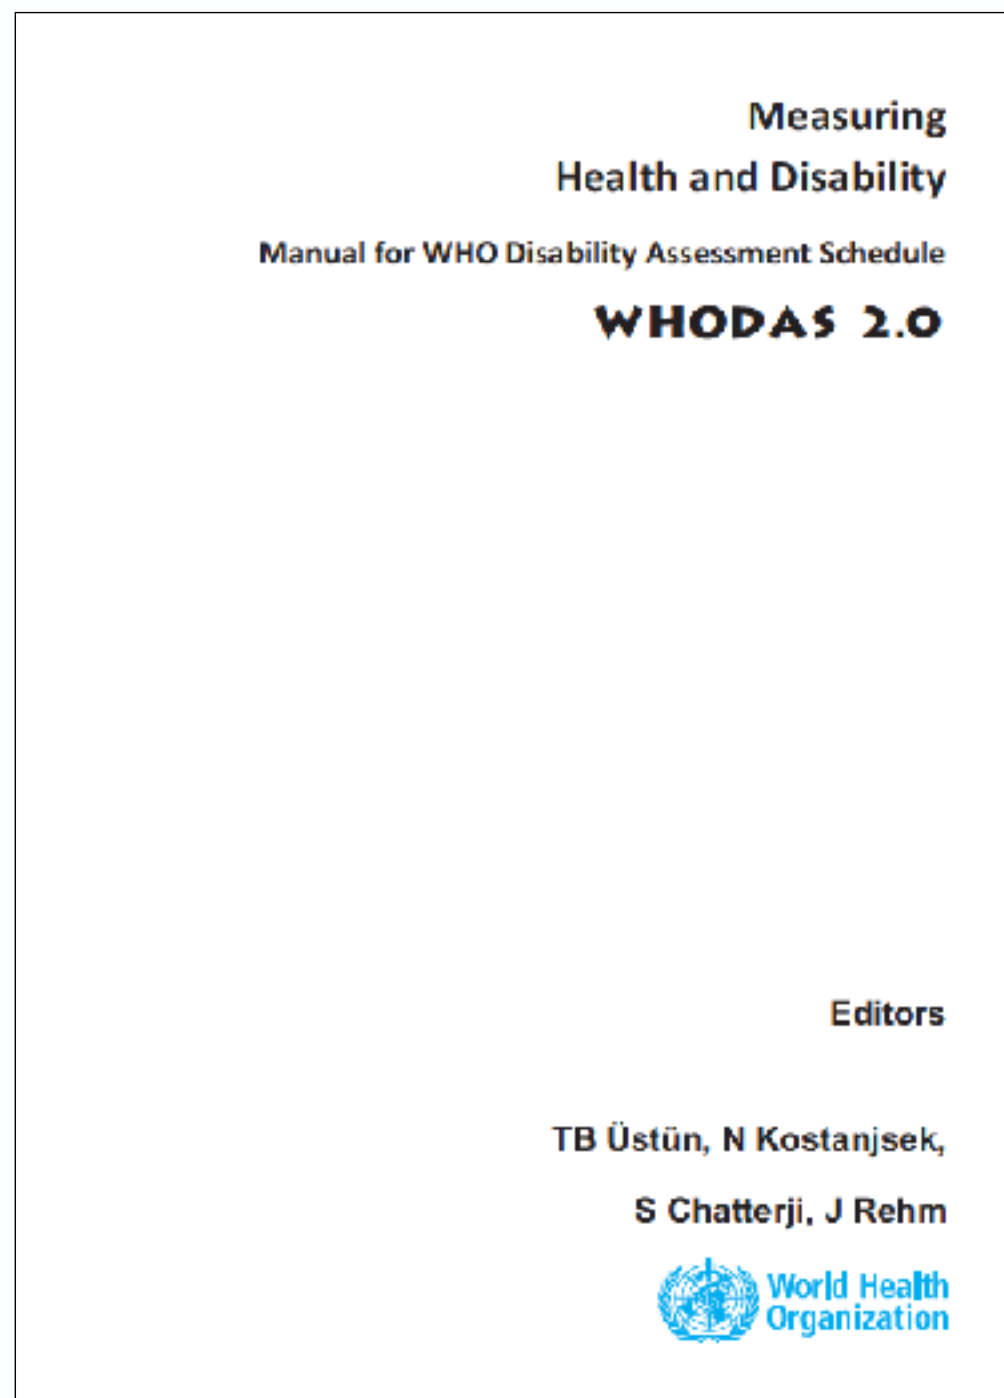 Measuring
Health and Disability
Manual for WHO Disability Assessment Schedule
WHODAS 2.0
Editors
TB Üstün, N Kostanjsek,
S Chatterji, J Rehm
World Health
Organization